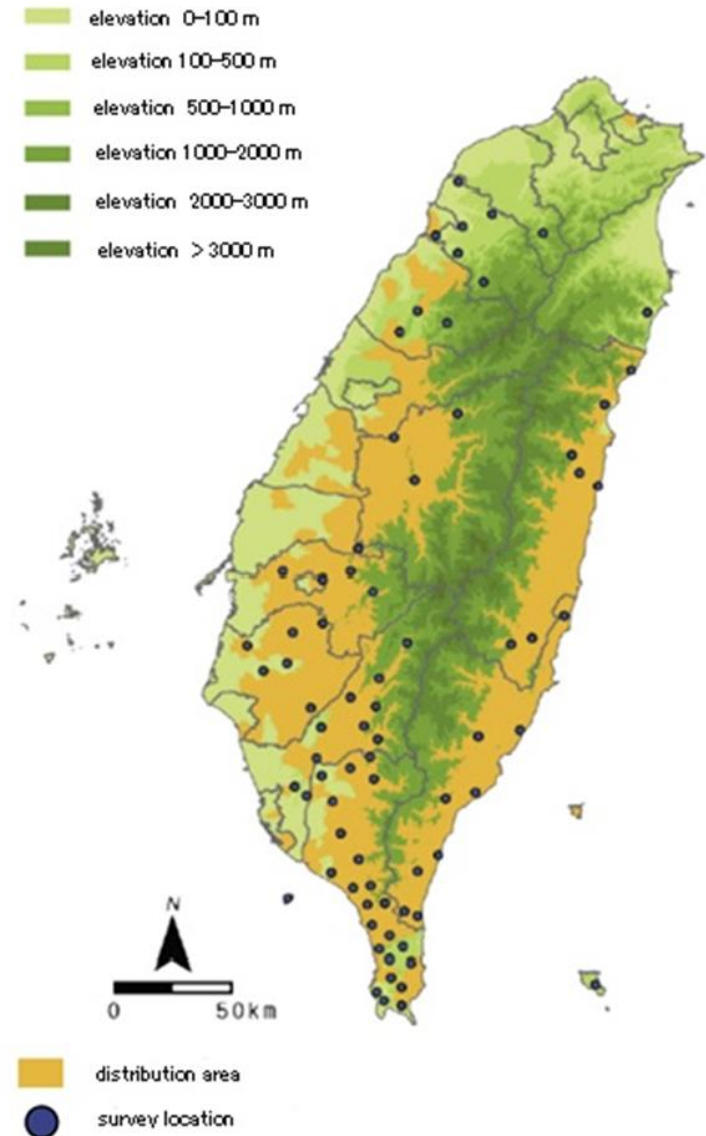 elevation 0-100 m
elevation 100-500 m
elevation 500-1000 m
elevation 1000-2000 m
elevation 2000-3000 m
elevation >3000 m
N
0 50km
distribution area
survey location